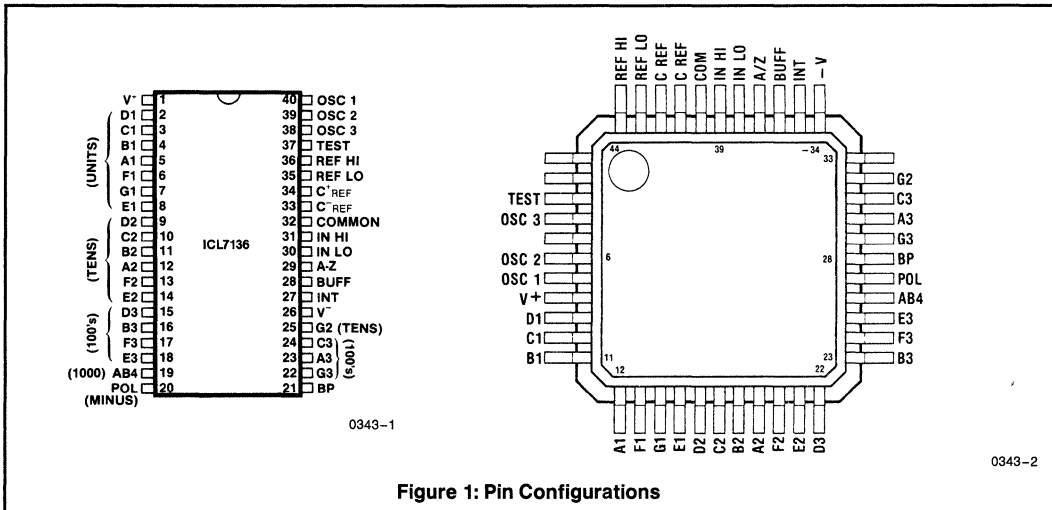 V+ 1 40 OSC 1
D1 2 39 OSC 2
C1 3 38 OSC 3
B1 4 37 TEST
A1 5 36 REF HI
F1 6 35 REF LO
G1 7 34 C+REF
E1 8 33 C-REF
D2 9 32 COMMON
C2 10 31 IN HI
B2 11 30 IN LO
A2 12 29 A-Z
F2 13 28 BUFF
E2 14 27 INT
D3 15 26 V-
B3 16 25 G2 (TENS)
F3 17 24 C3
E3 18 23 A3
(1000) AB4 19 22 G3
POL 20 21 BP
(MINUS)
(UNITS)
(TENS)
(100's)
(100's)
ICL7136
0343-1
REF HI
REF LO
C REF
C REF
COM
IN HI
IN LO
A/Z
BUFF
INT
-V
44 39 -34
33
6 28
11 23
12 22
TEST
OSC 3
OSC 2
OSC 1
V+
D1
C1
B1
G2
C3
A3
G3
BP
POL
AB4
E3
F3
B3
A1
F1
G1
E1
D2
C2
B2
A2
F2
E2
D3
0343-2
Figure 1: Pin Configurations